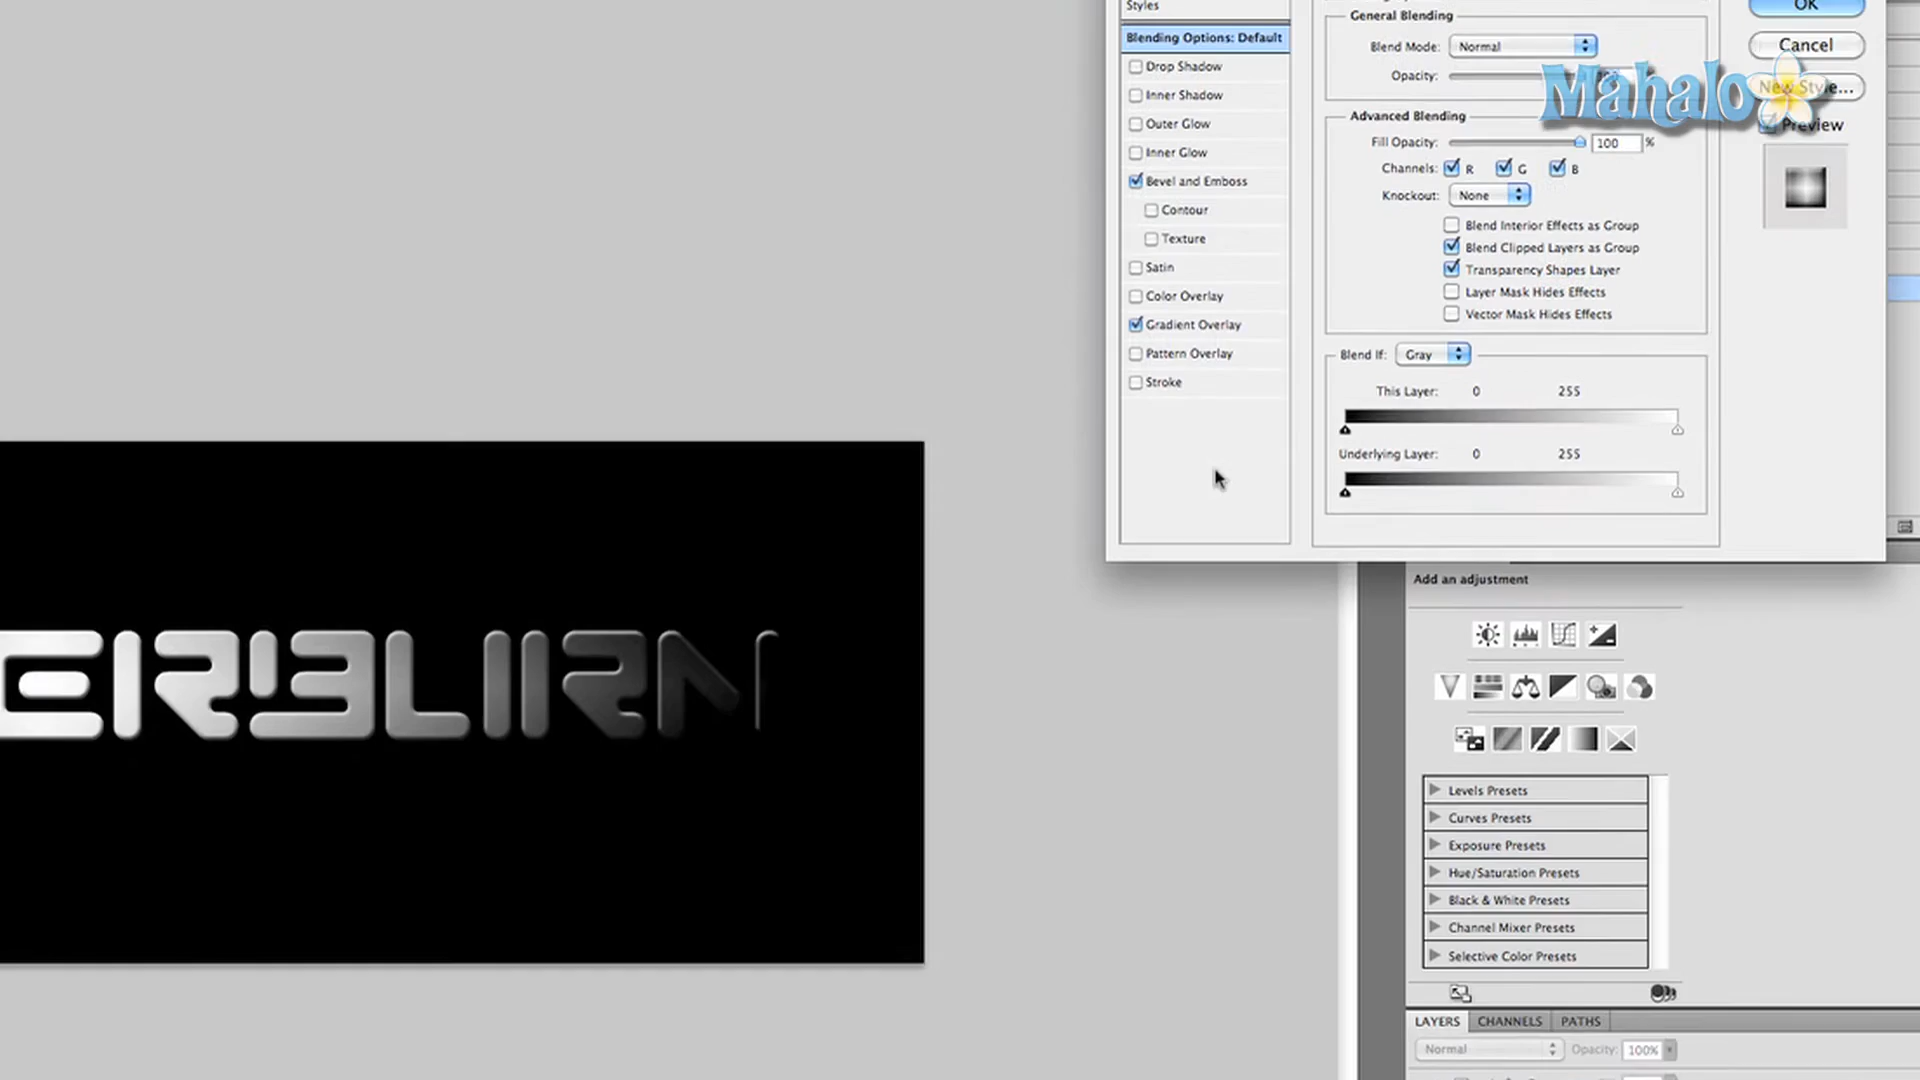 Styles
Blending Options: Default
Drop Shadow
Inner Shadow
Outer Glow
Inner Glow
Bevel and Emboss
Contour
Texture
Satin
Color Overlay
Gradient Overlay
Pattern Overlay
Stroke
General Blending
Blend Mode: Normal
Opacity:
Advanced Blending
Fill Opacity: 100 %
Channels: R G B
Knockout: None
Blend Interior Effects as Group
Blend Clipped Layers as Group
Transparency Shapes Layer
Layer Mask Hides Effects
Vector Mask Hides Effects
Blend If: Gray
This Layer: 0 255
Underlying Layer: 0 255
OK
Cancel
New Style...
Preview
Mahalo
ERBURN
Add an adjustment
Levels Presets
Curves Presets
Exposure Presets
Hue/Saturation Presets
Black & White Presets
Channel Mixer Presets
Selective Color Presets
LAYERS CHANNELS PATHS
Normal Opacity: 100%